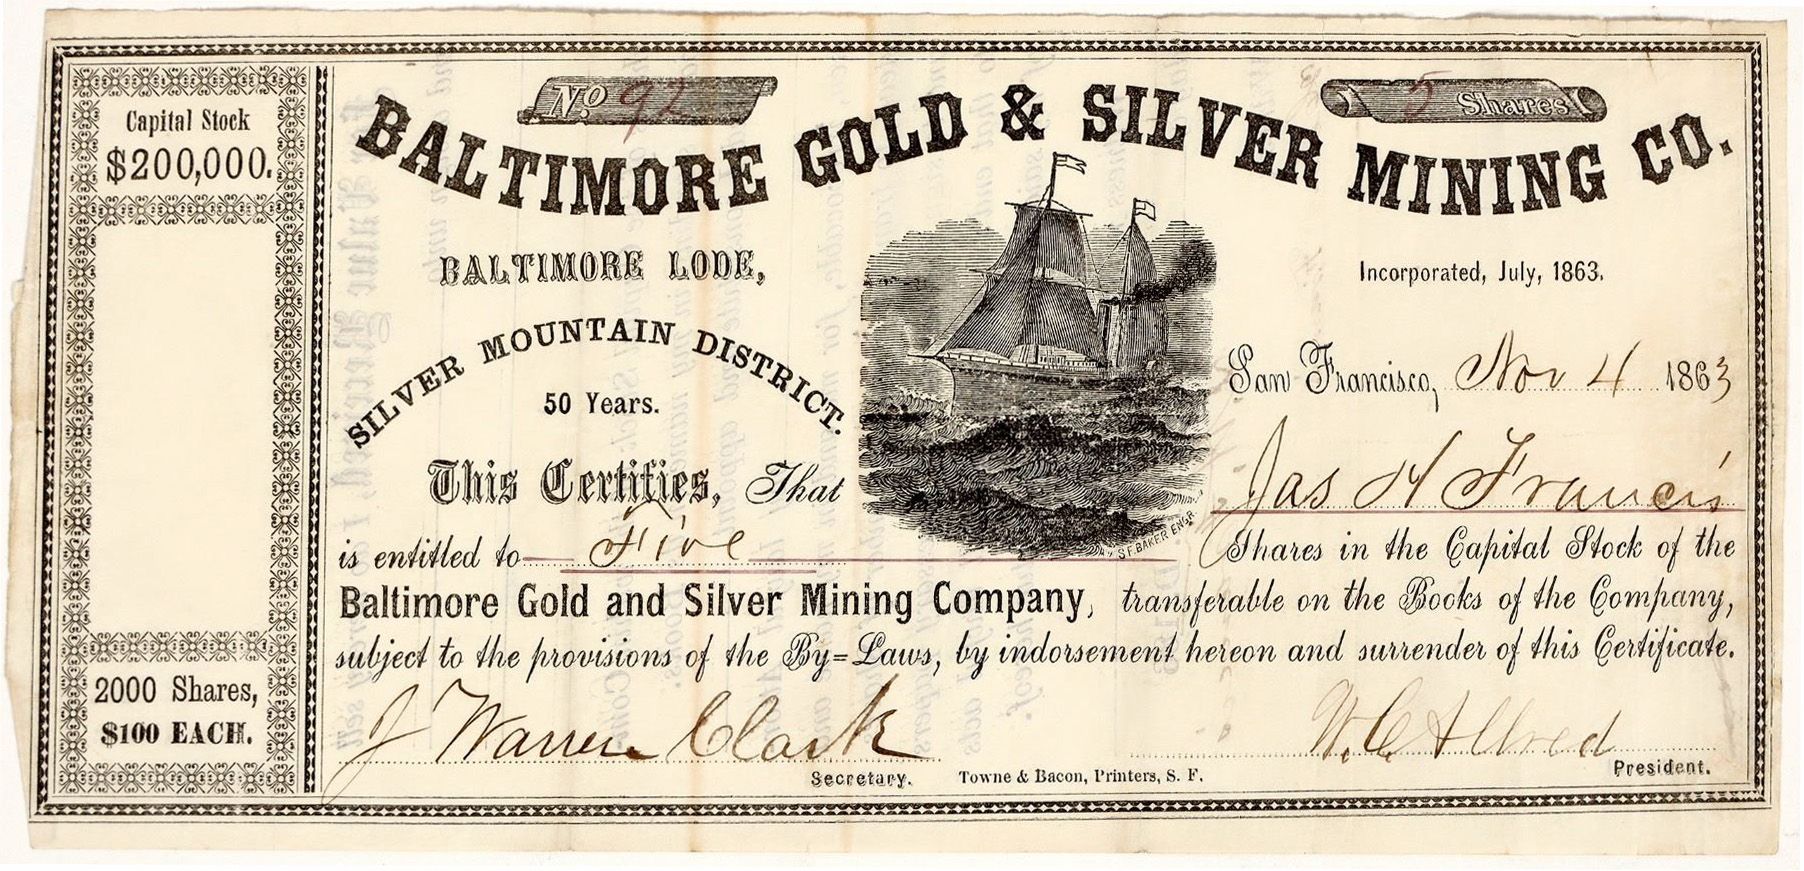 Capital Stock
$200,000.
2000 Shares,
$100 EACH.
No. 92
5 Shares
BALTIMORE GOLD & SILVER MINING CO.
BALTIMORE LODE,
SILVER MOUNTAIN DISTRICT.
50 Years.
Incorporated, July, 1863.
San Francisco, Nov 4 1863
This Certifies, That Jas H Francis
is entitled to Five Shares in the Capital Stock of the
Baltimore Gold and Silver Mining Company, transferable on the Books of the Company,
subject to the provisions of the By=Laws, by indorsement hereon and surrender of this Certificate.
S.F. BAKER ENGR.
J Warren Clark
Secretary.
Towne & Bacon, Printers, S. F.
W. C. Allred
President.